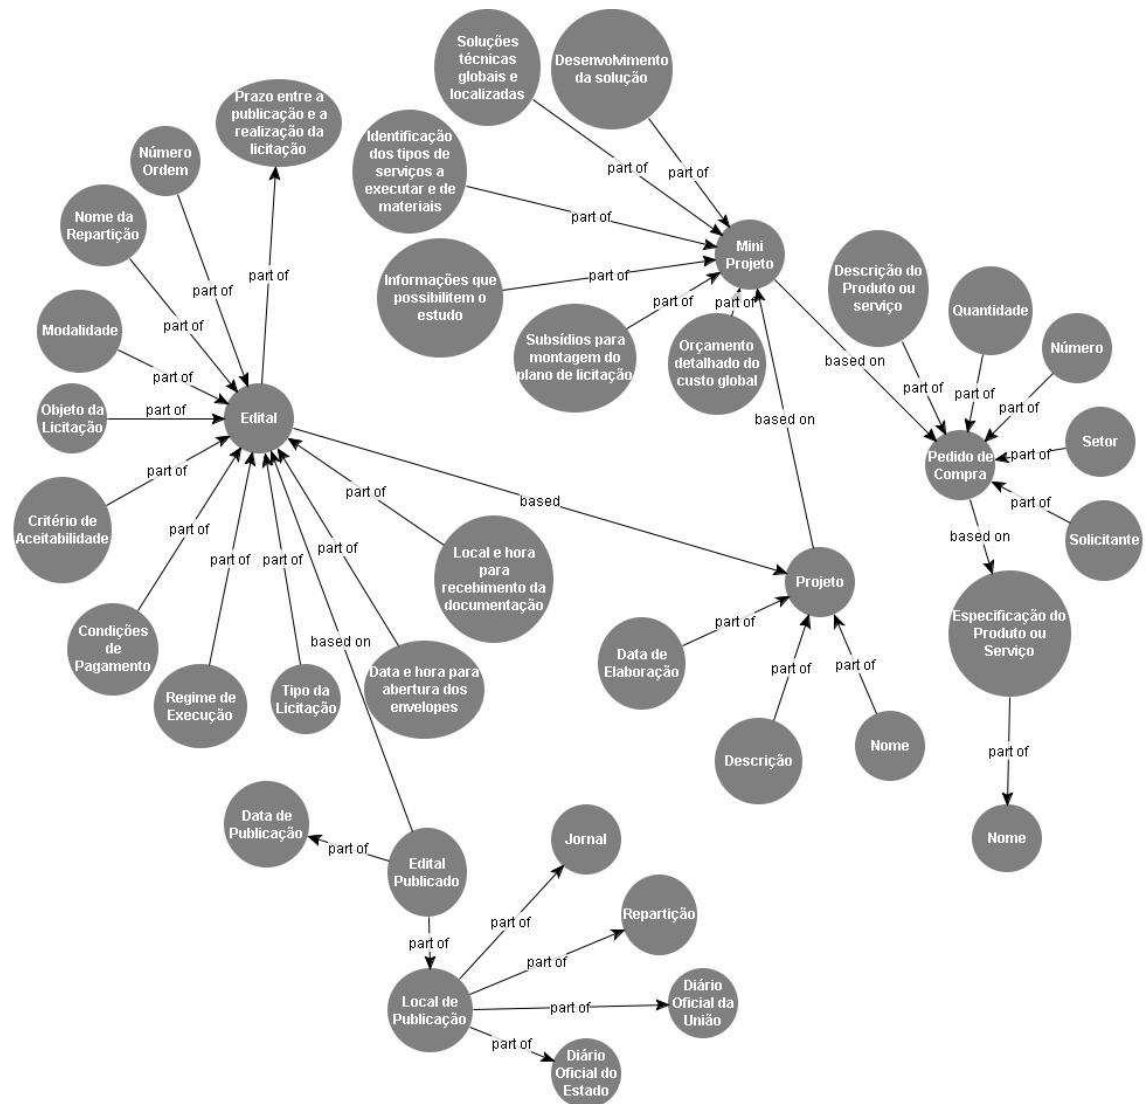 Soluções
técnicas
globais e
localizadas
Desenvolvimento
da solução
Prazo entre a
publicação e a
realização da
licitação
Número
Ordem
Identificação
dos tipos de
serviços a
executar e de
materiais
part of
part of
Nome da
Repartição
part of
Mini
Projeto
Descrição do
Produto ou
serviço
part of
part of
part of
Informações que
possibilitem o
estudo
part of
part of
part of
Quantidade
Modalidade
part of
Subsídios para
montagem do
plano de licitação
Orçamento
detalhado do
custo global
based on
Número
part of
part of
part of
part of
Objeto da
Licitação
part of
Edital
based on
Setor
part of
Pedido de
Compra
part of
part of
part of
based
part of
Critério de
Aceitabilidade
part of
part of
part of
part of
based on
Solicitante
Local e hora
para
recebimento da
documentação
Projeto
Condições
de
Pagamento
based on
part of
Especificação do
Produto ou
Serviço
Data de
Elaboração
Regime de
Execução
Tipo da
Licitação
Data e hora para
abertura dos
envelopes
part of
part of
Descrição
Nome
part of
Data de
Publicação
part of
Edital
Publicado
Jornal
Nome
part of
part of
Repartição
part of
Local de
Publicação
part of
Diário
Oficial da
União
part of
Diário
Oficial do
Estado